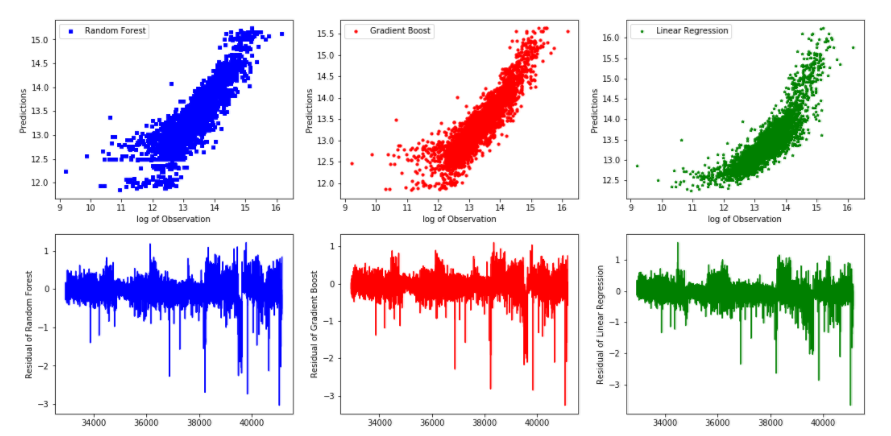 Random Forest
15.0
14.5
14.0
13.5
13.0
12.5
12.0
Predictions
9 10 11 12 13 14 15 16
log of Observation
Gradient Boost
15.5
15.0
14.5
14.0
13.5
13.0
12.5
12.0
Predictions
9 10 11 12 13 14 15 16
log of Observation
Linear Regression
16.0
15.5
15.0
14.5
14.0
13.5
13.0
12.5
Predictions
9 10 11 12 13 14 15 16
log of Observation
1
0
−1
−2
−3
Residual of Random Forest
34000 36000 38000 40000
1
0
−1
−2
−3
Residual of Gradient Boost
34000 36000 38000 40000
1
0
−1
−2
−3
Residual of Linear Regression
34000 36000 38000 40000